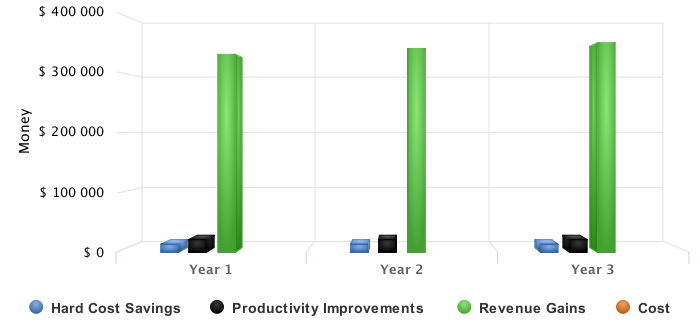 $ 400 000
$ 300 000
$ 200 000
$ 100 000
$ 0
Money
Year 1
Year 2
Year 3
Hard Cost Savings
Productivity Improvements
Revenue Gains
Cost